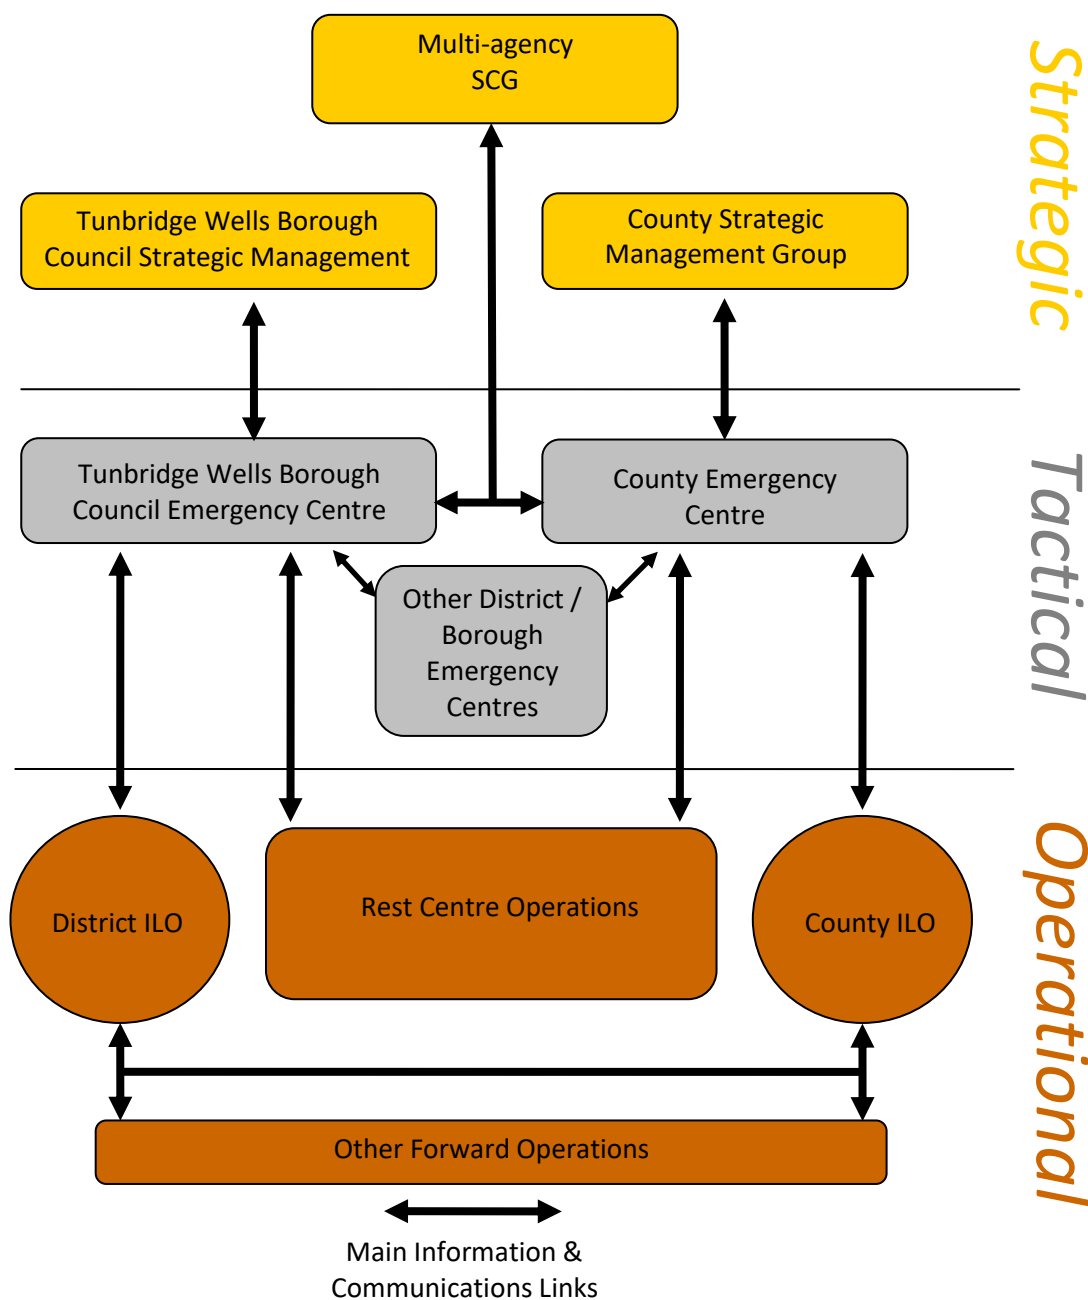 Multi-agency
SCG
Strategic
Tunbridge Wells Borough
Council Strategic Management
County Strategic
Management Group
Tunbridge Wells Borough
Council Emergency Centre
County Emergency
Centre
Tactical
Other District /
Borough
Emergency
Centres
District ILO
Rest Centre Operations
County ILO
Operational
Other Forward Operations
Main Information &
Communications Links